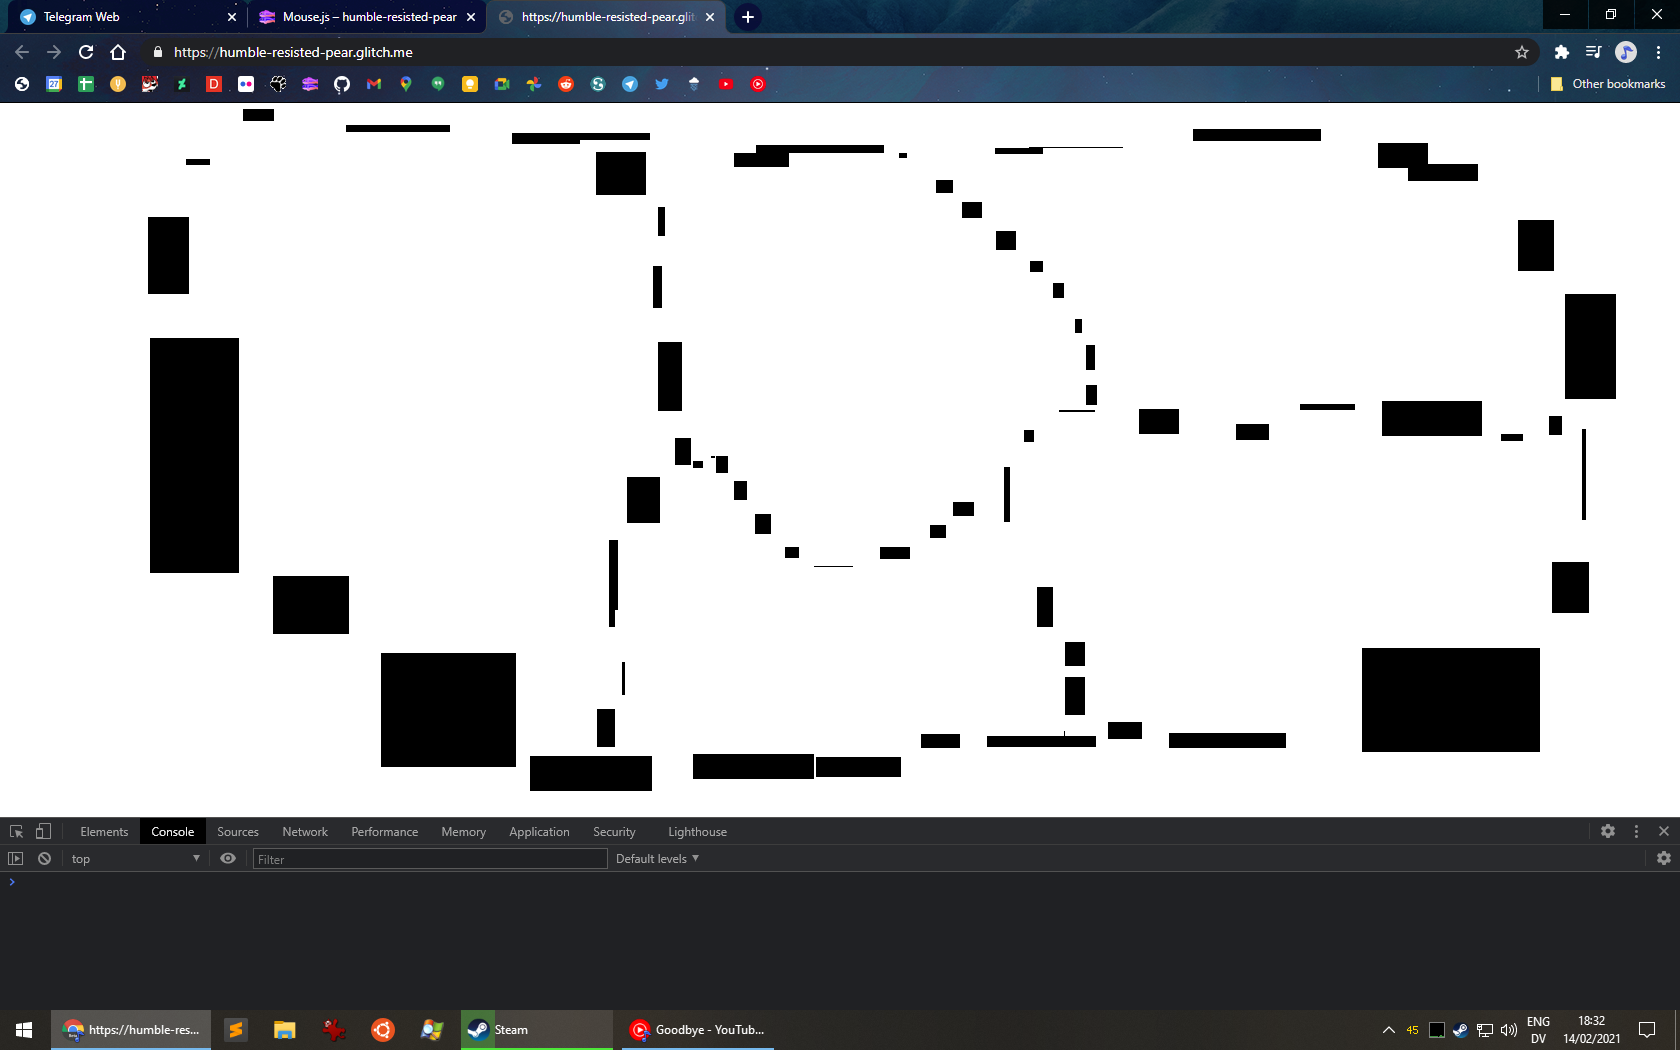 Telegram Web
Mouse.js – humble-resisted-pear
https://humble-resisted-pear.glit
https://humble-resisted-pear.glitch.me
27
D
Other bookmarks
Elements
Console
Sources
Network
Performance
Memory
Application
Security
Lighthouse
top
Filter
Default levels
https://humble-res...
Steam
Goodbye - YouTub...
45
ENG
DV
18:32
14/02/2021